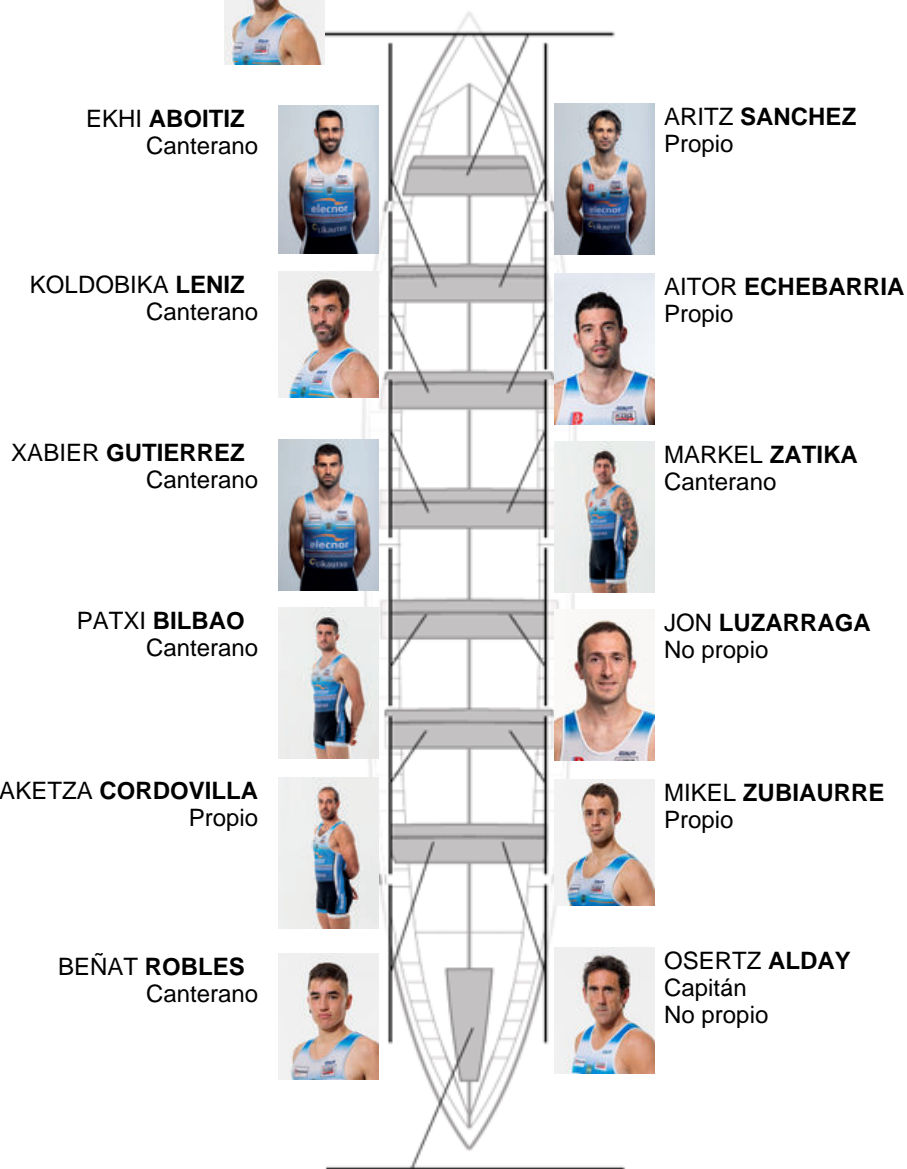 EKHI ABOITIZ
Canterano
ARITZ SANCHEZ
Propio
KOLDOBIKA LENIZ
Canterano
AITOR ECHEBARRIA
Propio
XABIER GUTIERREZ
Canterano
elecnor
cikautxo
MARKEL ZATIKA
Canterano
PATXI BILBAO
Canterano
JON LUZARRAGA
No propio
AKETZA CORDOVILLA
Propio
MIKEL ZUBIAURRE
Propio
BEÑAT ROBLES
Canterano
OSERTZ ALDAY
Capitán
No propio